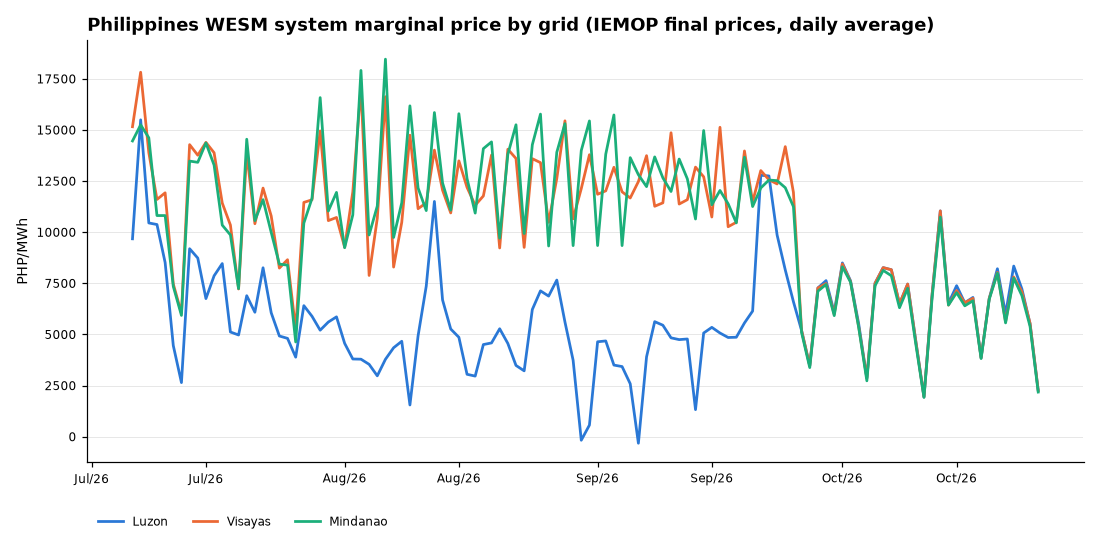 Philippines WESM system marginal price by grid (IEMOP final prices, daily average)
PHP/MWh
17500
15000
12500
10000
7500
5000
2500
0
Jul/26 Jul/26 Aug/26 Aug/26 Sep/26 Sep/26 Oct/26 Oct/26
Luzon Visayas Mindanao